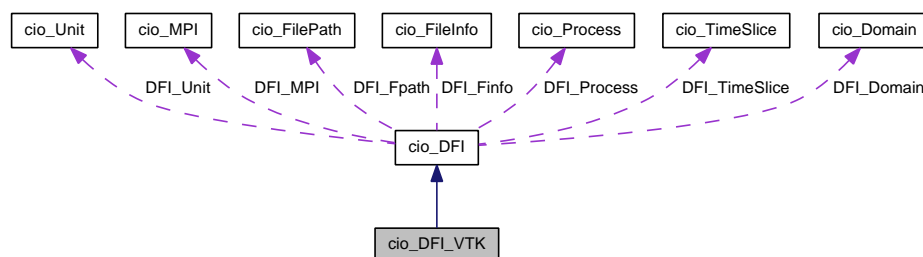 cio_Unit
cio_MPI
cio_FilePath
cio_FileInfo
cio_Process
cio_TimeSlice
cio_Domain
DFI_Unit
DFI_MPI
DFI_Fpath
DFI_Finfo
DFI_Process
DFI_TimeSlice
DFI_Domain
cio_DFI
cio_DFI_VTK